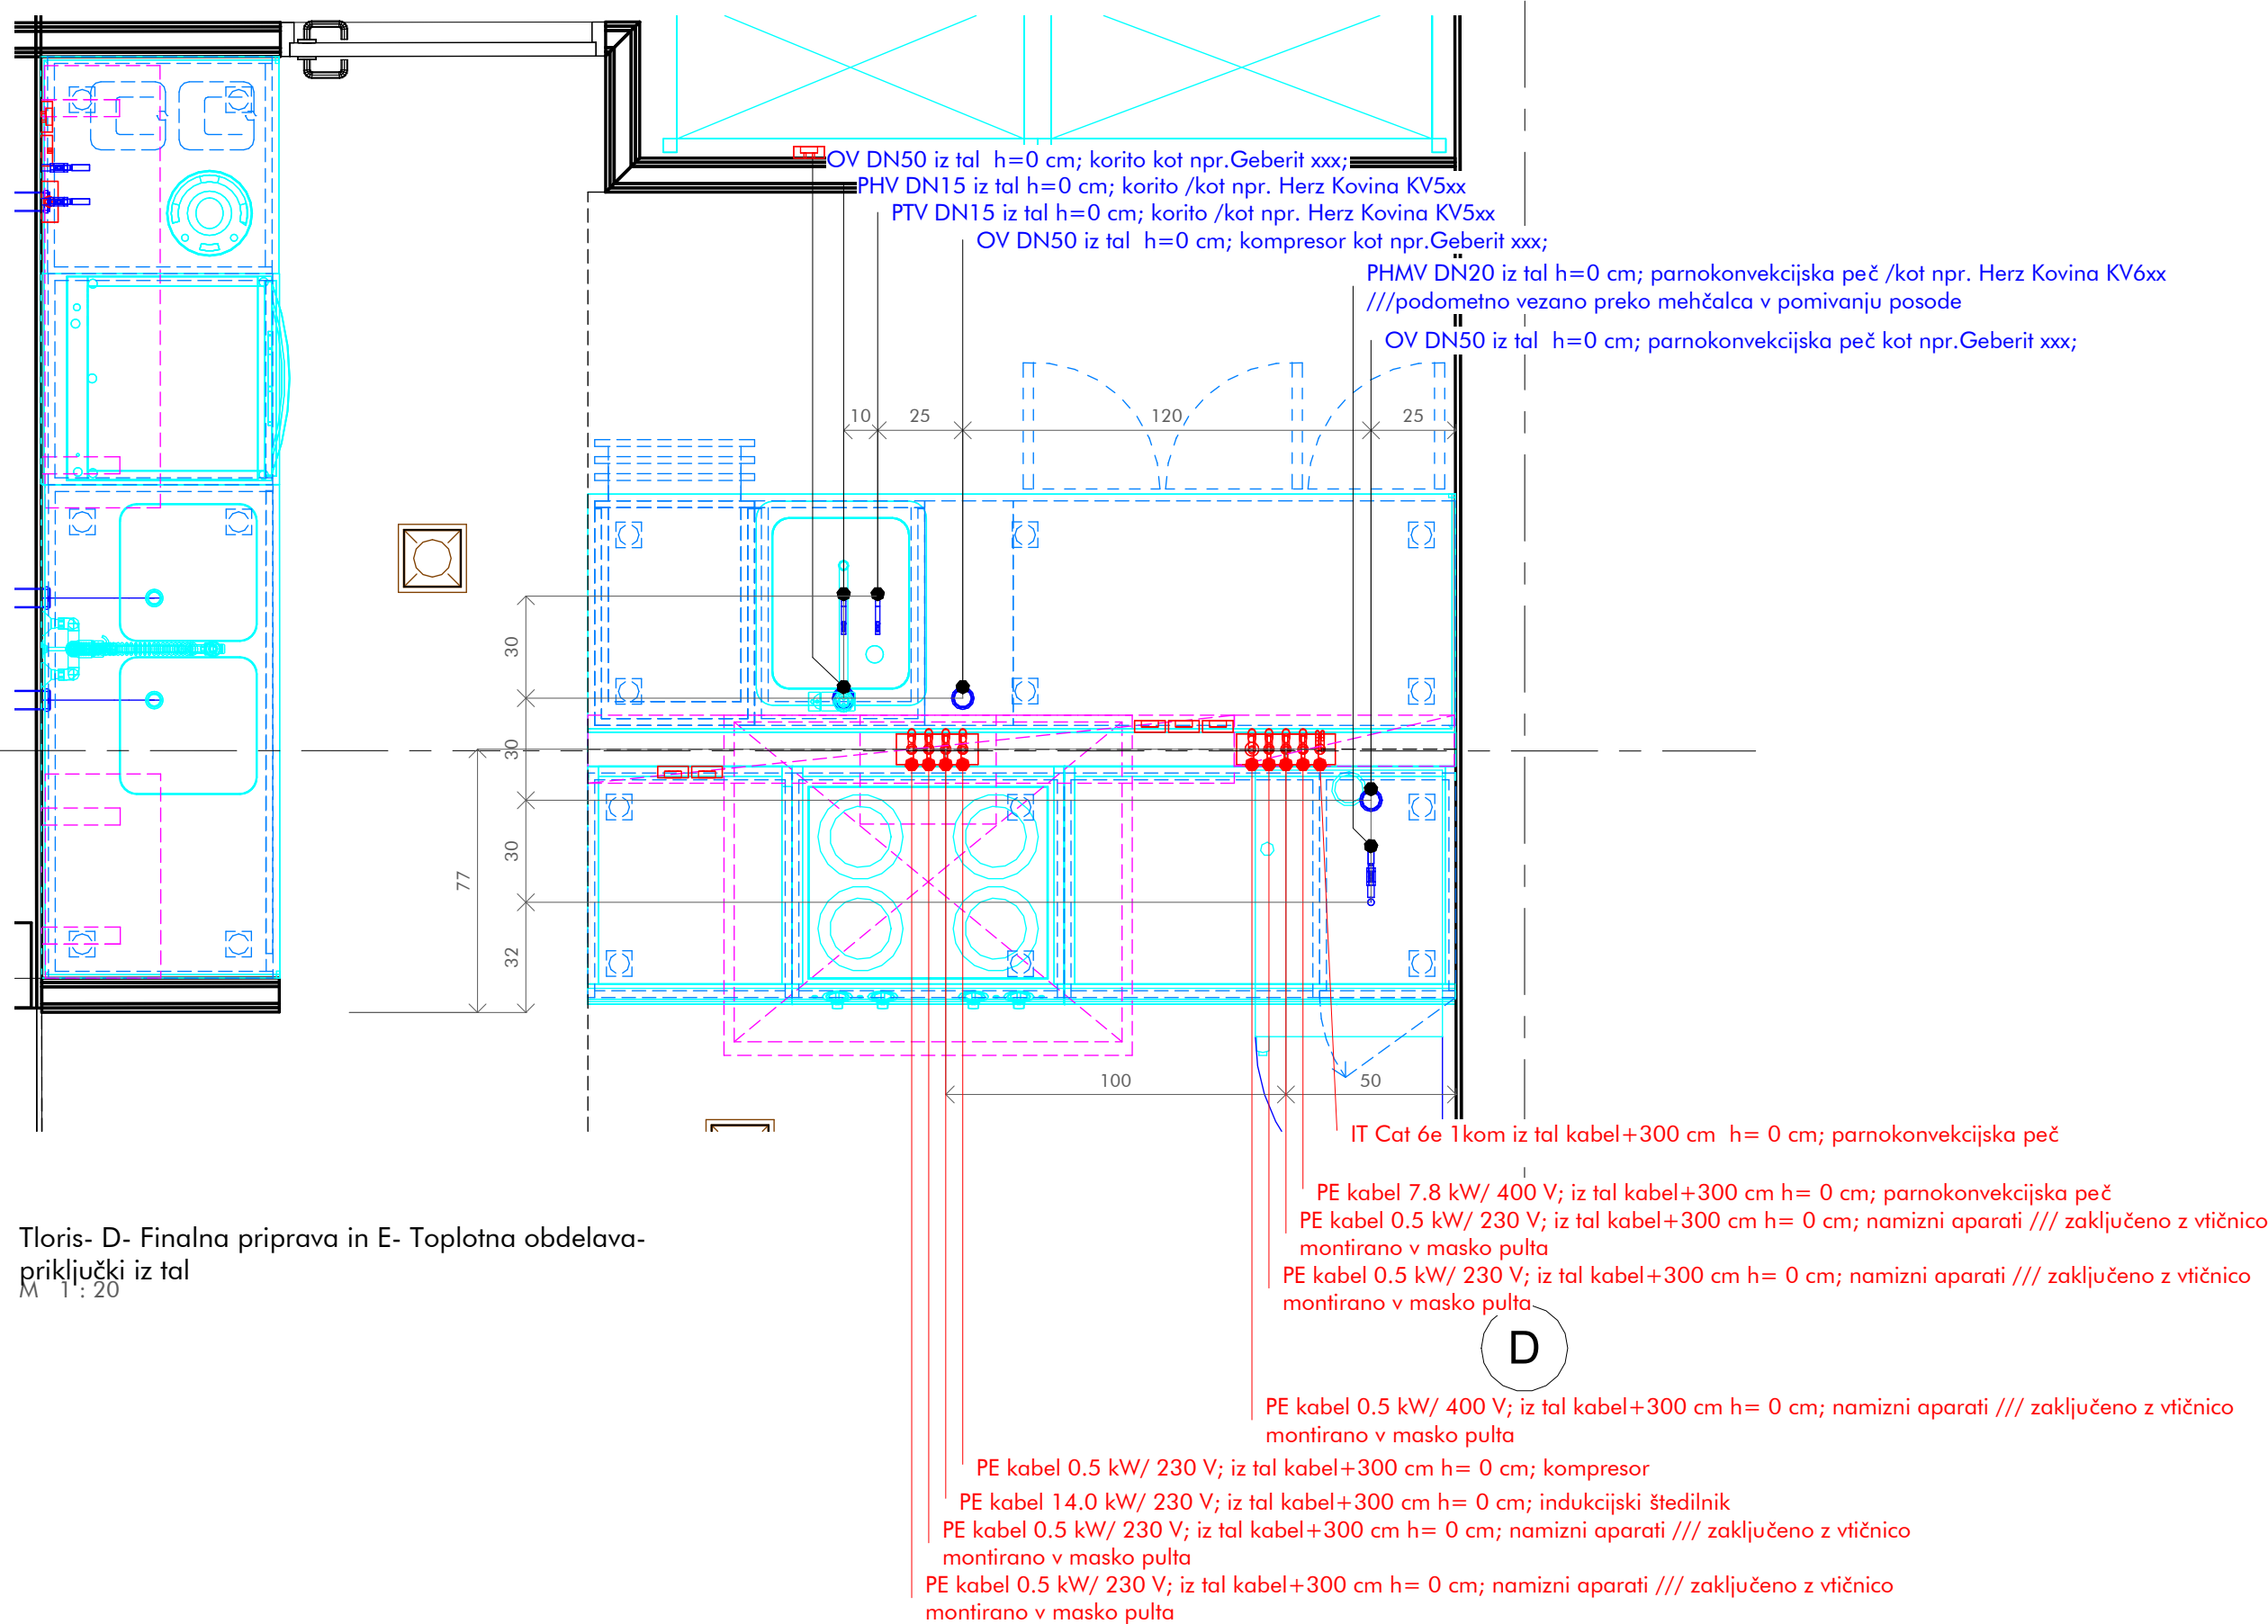 OV DN50 iz tal  h=0 cm; korito kot npr.Geberit xxx;
PHV DN15 iz tal h=0 cm; korito /kot npr. Herz Kovina KV5xx
PTV DN15 iz tal h=0 cm; korito /kot npr. Herz Kovina KV5xx
OV DN50 iz tal  h=0 cm; kompresor kot npr.Geberit xxx;
PHMV DN20 iz tal h=0 cm; parnokonvekcijska peč /kot npr. Herz Kovina KV6xx
///podometno vezano preko mehčalca v pomivanju posode
OV DN50 iz tal  h=0 cm; parnokonvekcijska peč kot npr.Geberit xxx;
10 25 120 25
30
30
30
77
32
100 50
IT Cat 6e 1kom iz tal kabel+300 cm  h= 0 cm; parnokonvekcijska peč
PE kabel 7.8 kW/ 400 V; iz tal kabel+300 cm h= 0 cm; parnokonvekcijska peč
PE kabel 0.5 kW/ 230 V; iz tal kabel+300 cm h= 0 cm; namizni aparati /// zaključeno z vtičnico
montirano v masko pulta
PE kabel 0.5 kW/ 230 V; iz tal kabel+300 cm h= 0 cm; namizni aparati /// zaključeno z vtičnico
montirano v masko pulta
Tloris- D- Finalna priprava in E- Toplotna obdelava-
priključki iz tal
M 1 : 20
D
PE kabel 0.5 kW/ 400 V; iz tal kabel+300 cm h= 0 cm; namizni aparati /// zaključeno z vtičnico
montirano v masko pulta
PE kabel 0.5 kW/ 230 V; iz tal kabel+300 cm h= 0 cm; kompresor
PE kabel 14.0 kW/ 230 V; iz tal kabel+300 cm h= 0 cm; indukcijski štedilnik
PE kabel 0.5 kW/ 230 V; iz tal kabel+300 cm h= 0 cm; namizni aparati /// zaključeno z vtičnico
montirano v masko pulta
PE kabel 0.5 kW/ 230 V; iz tal kabel+300 cm h= 0 cm; namizni aparati /// zaključeno z vtičnico
montirano v masko pulta